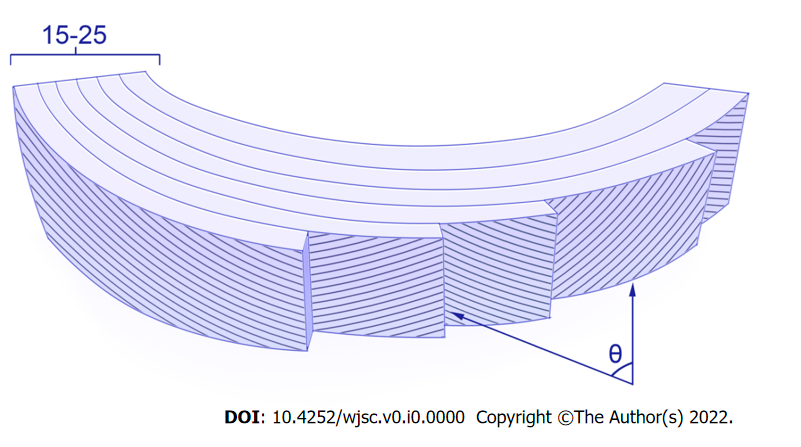 15-25
θ
DOI: 10.4252/wjsc.v0.i0.0000 Copyright ©The Author(s) 2022.